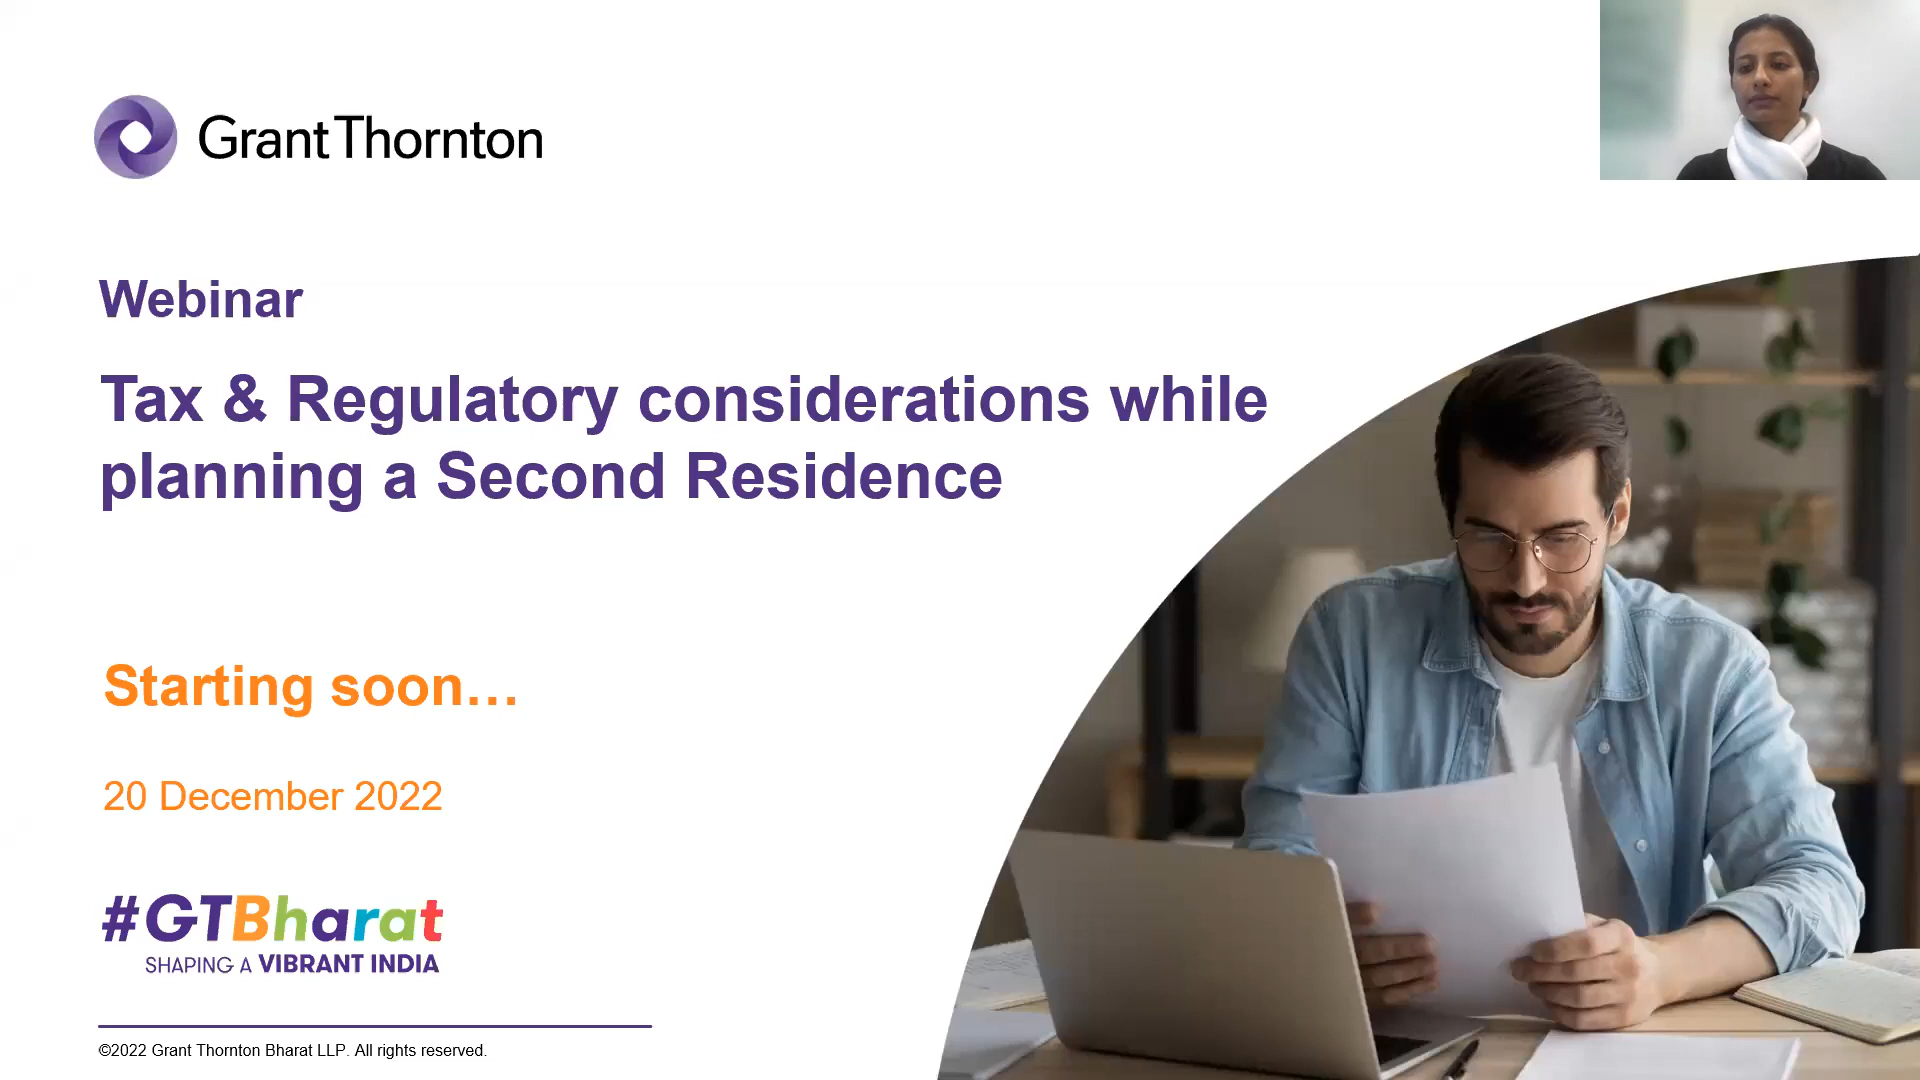 Grant Thornton
Webinar
Tax & Regulatory considerations while
planning a Second Residence
Starting soon…
20 December 2022
#GTBharat
SHAPING A VIBRANT INDIA
©2022 Grant Thornton Bharat LLP. All rights reserved.